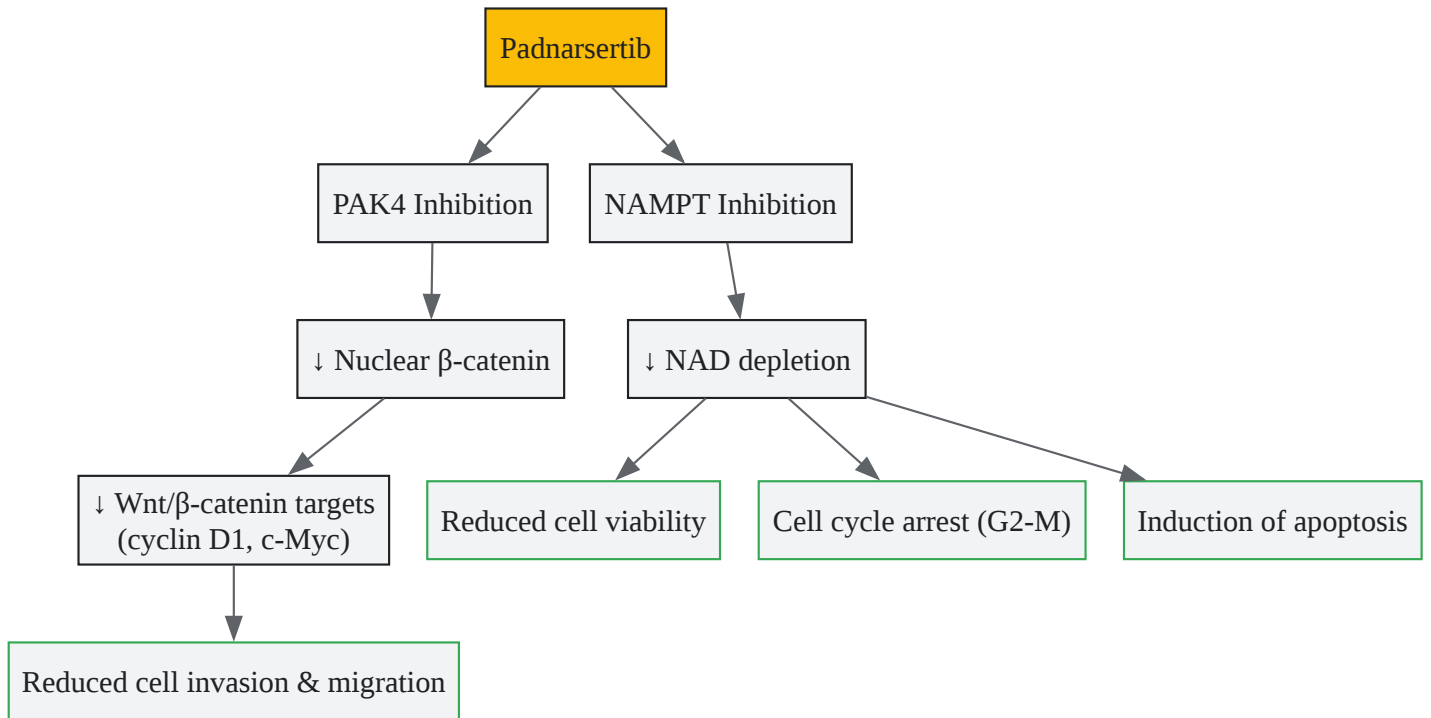 Padnarsertib
PAK4 Inhibition
NAMPT Inhibition
↓ Nuclear β-catenin
↓ NAD depletion
↓ Wnt/β-catenin targets
(cyclin D1, c-Myc)
Reduced cell viability
Cell cycle arrest (G2-M)
Induction of apoptosis
Reduced cell invasion & migration